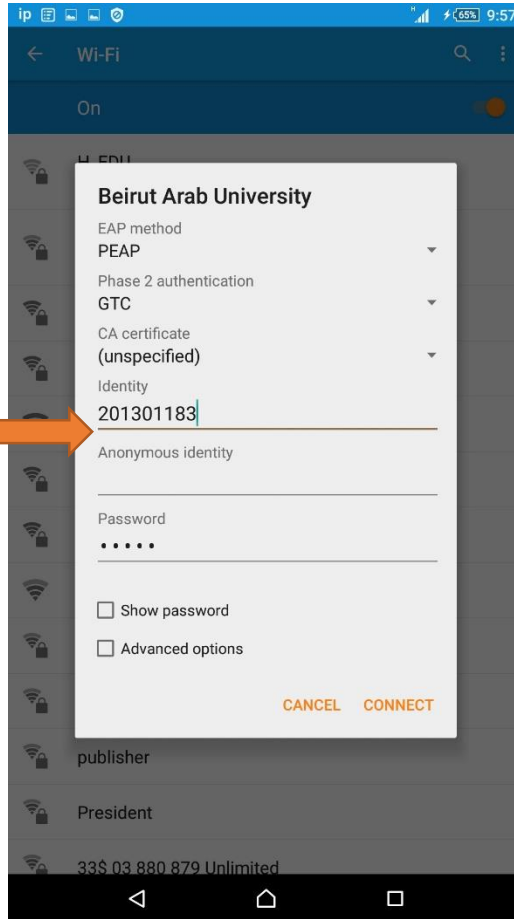 ip 65% 9:57
Wi-Fi
On
H_EDU
Beirut Arab University
EAP method
PEAP
Phase 2 authentication
GTC
CA certificate
(unspecified)
Identity
201301183
Anonymous identity
Password
•••••
Show password
Advanced options
CANCEL CONNECT
publisher
President
33$ 03 880 879 Unlimited